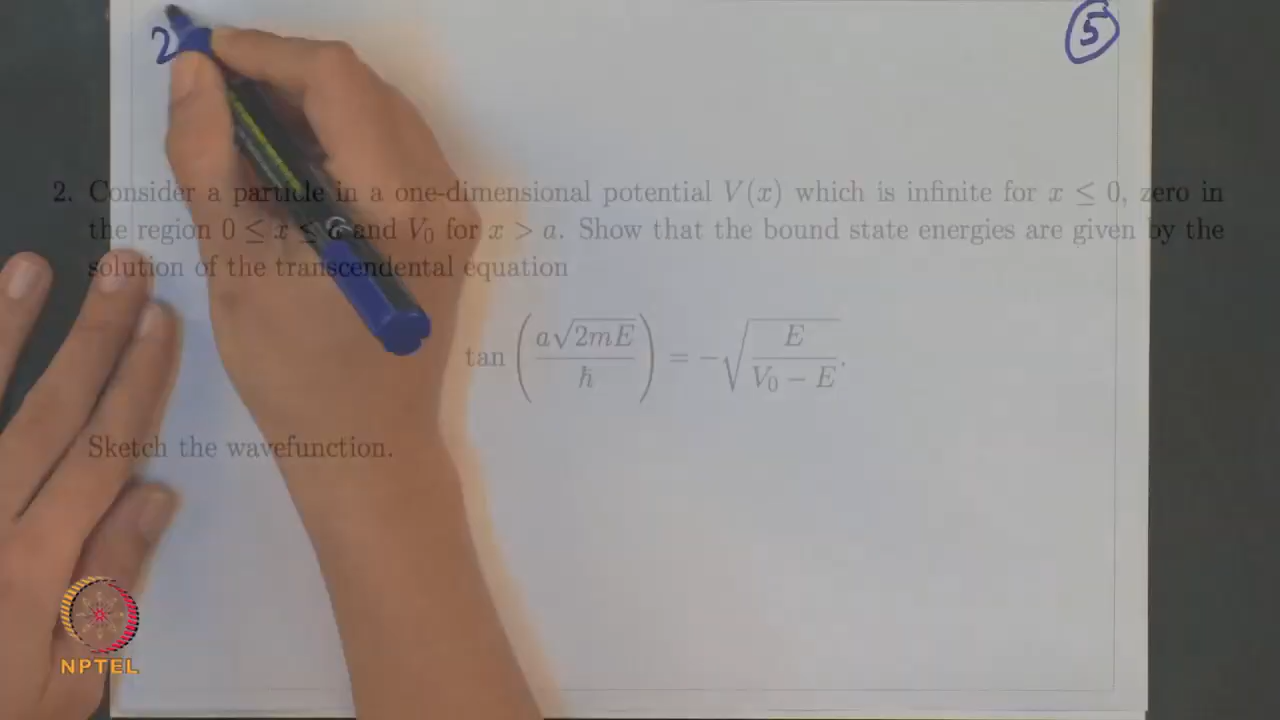 2
5
2. Consider a particle in a one-dimensional potential V(x) which is infinite for x ≤ 0, zero in
the region 0 ≤ x ≤ a and V₀ for x > a. Show that the bound state energies are given by the
solution of the transcendental equation
tan (a√(2mE) / ħ) = −√(E / (V₀ − E)).
Sketch the wavefunction.
NPTEL